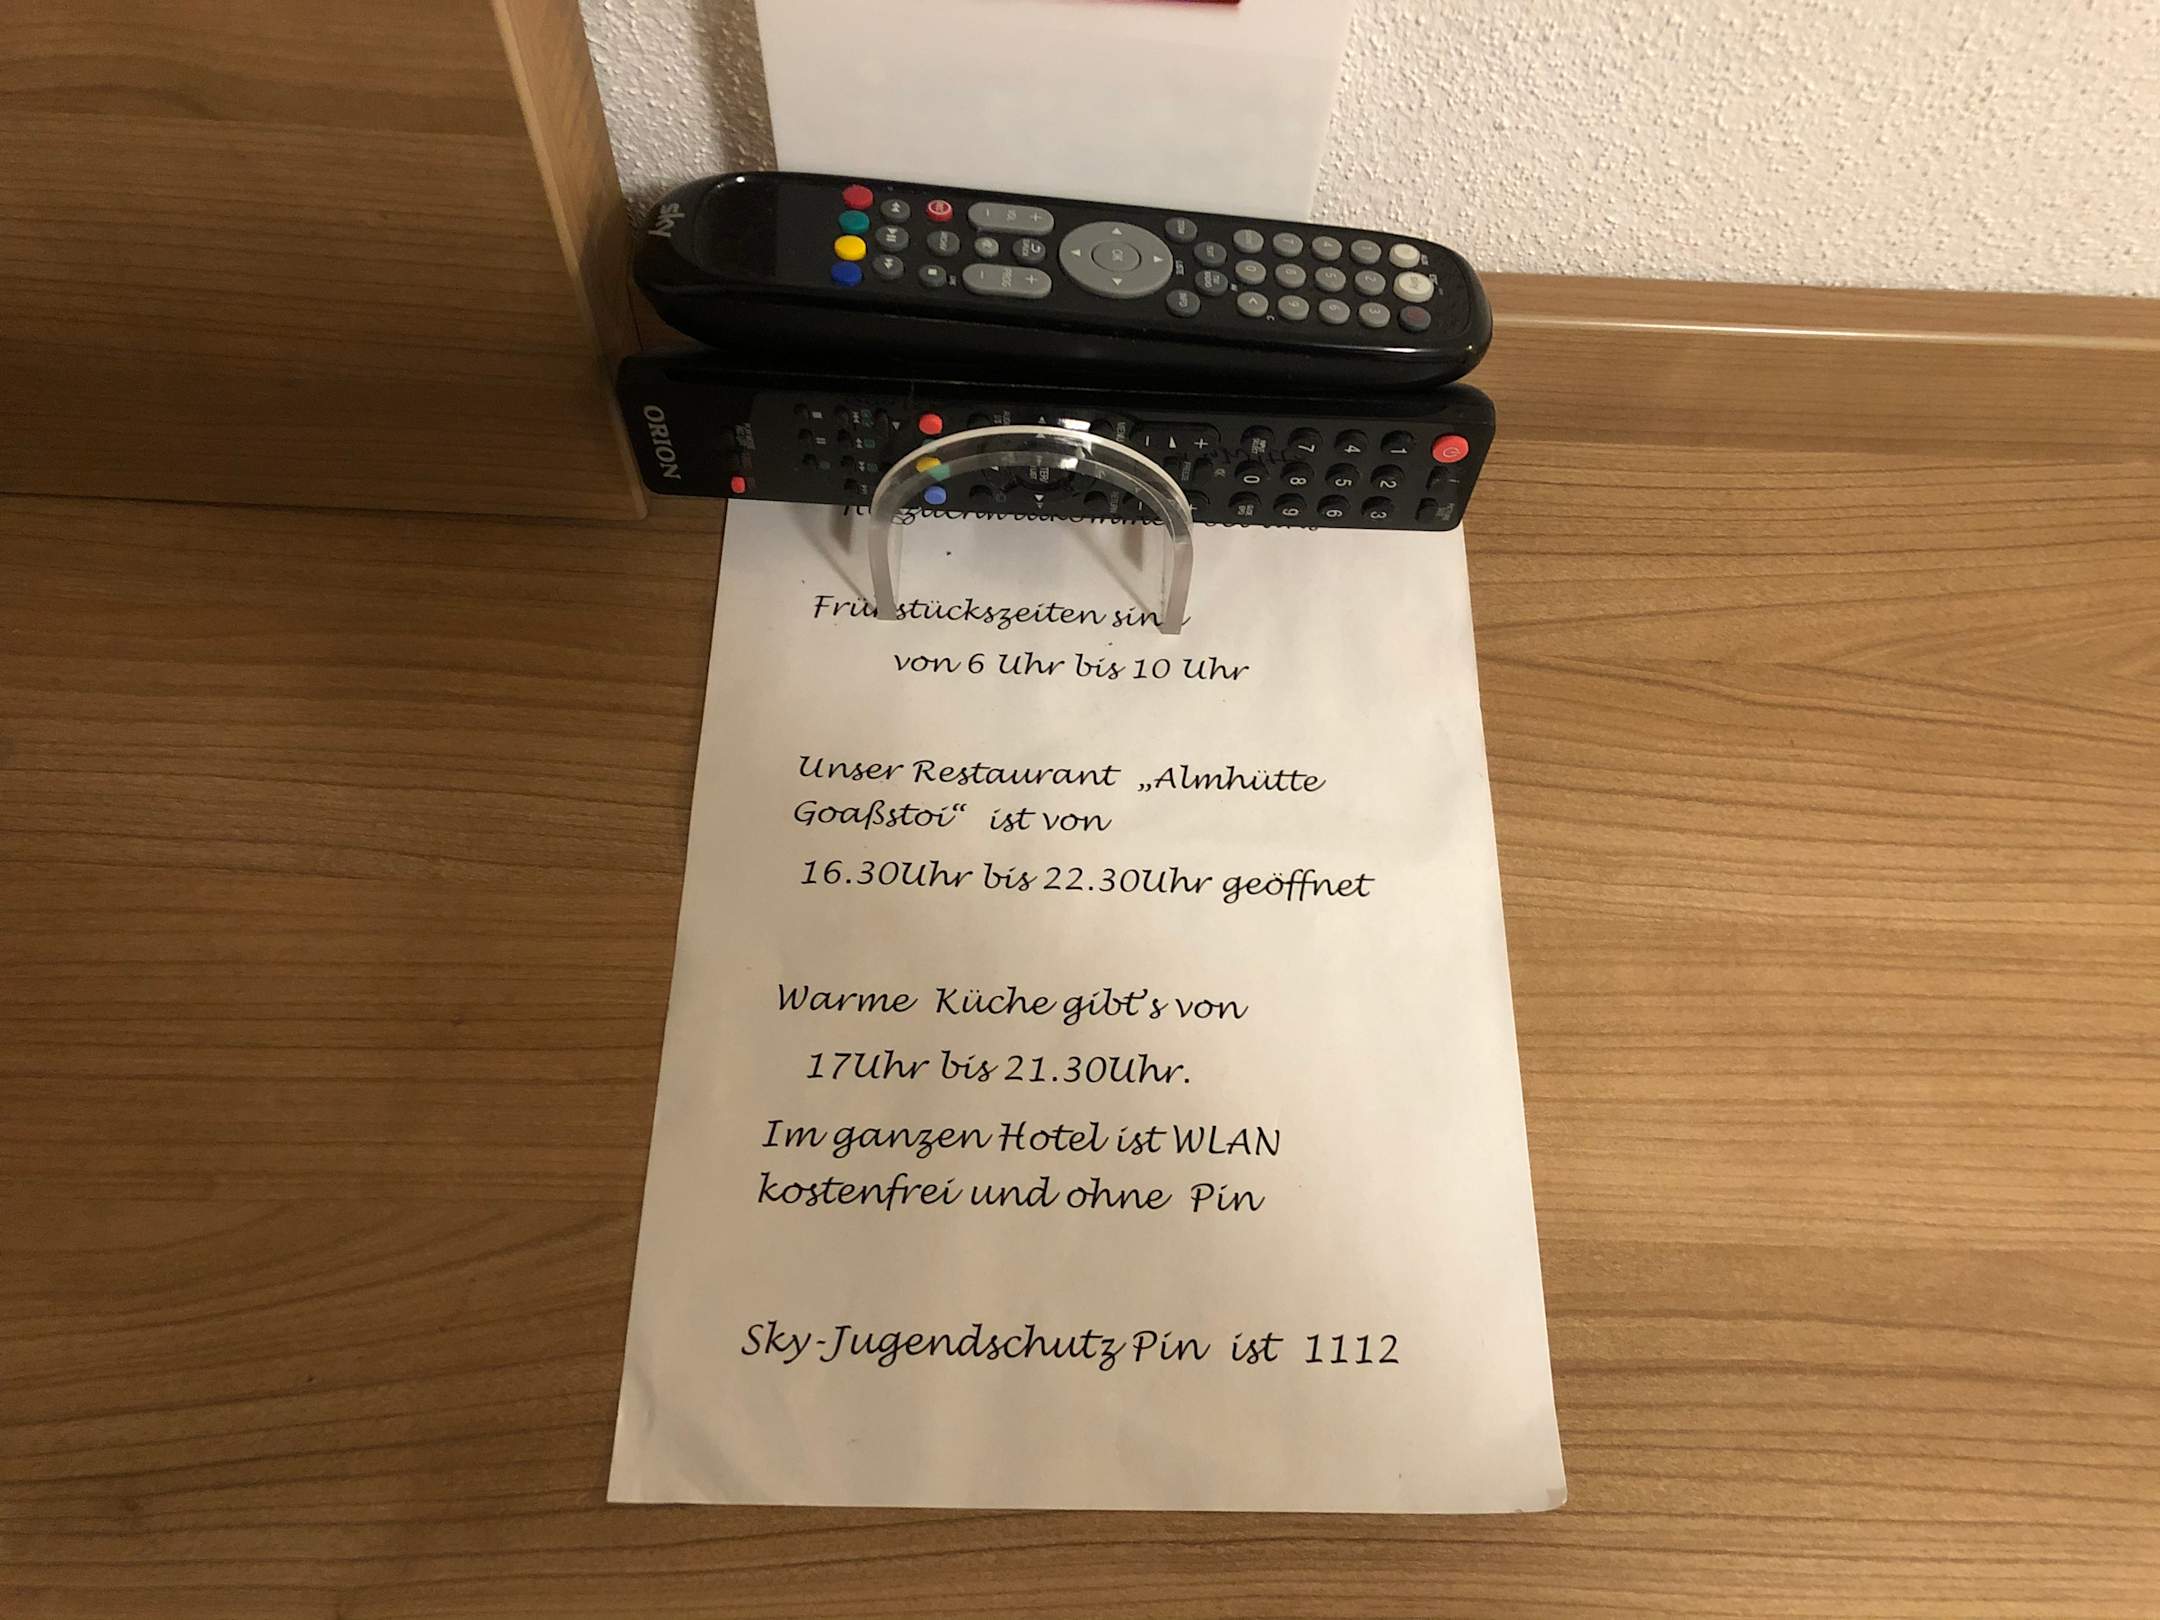 sky
ORION
Frühstückszeiten sind
von 6 Uhr bis 10 Uhr
Unser Restaurant „Almhütte
Goaßstoi“ ist von
16.30Uhr bis 22.30Uhr geöffnet
Warme Küche gibt's von
17Uhr bis 21.30Uhr.
Im ganzen Hotel ist WLAN
kostenfrei und ohne Pin
Sky-Jugendschutz Pin ist 1112